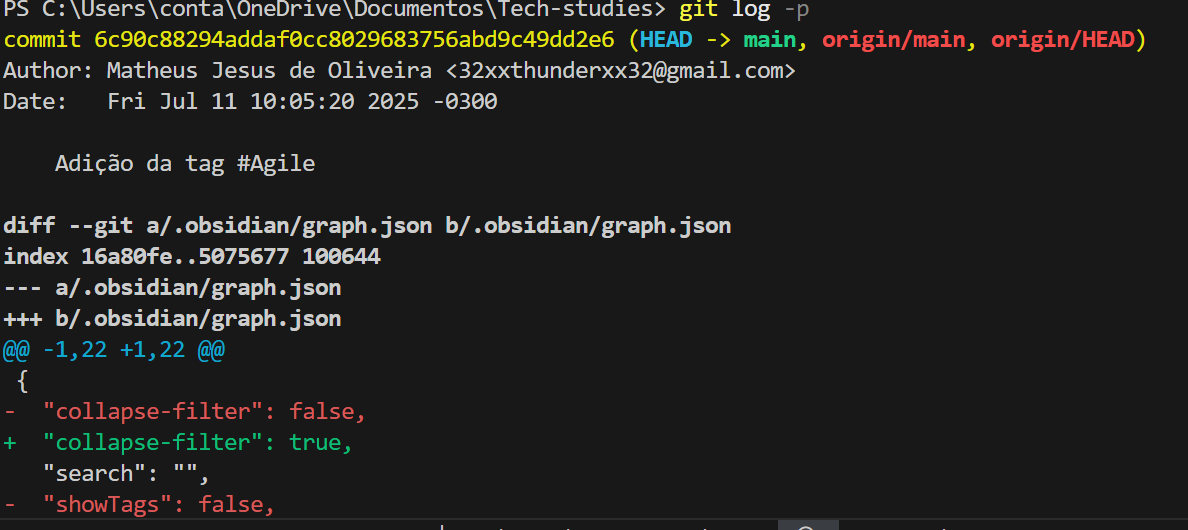 PS C:\Users\conta\OneDrive\Documentos\Tech-studies> git log -p
commit 6c90c88294addaf0cc8029683756abd9c49dd2e6 (HEAD -> main, origin/main, origin/HEAD)
Author: Matheus Jesus de Oliveira <32xxthunderxx32@gmail.com>
Date:   Fri Jul 11 10:05:20 2025 -0300
    Adição da tag #Agile
diff --git a/.obsidian/graph.json b/.obsidian/graph.json
index 16a80fe..5075677 100644
--- a/.obsidian/graph.json
+++ b/.obsidian/graph.json
@@ -1,22 +1,22 @@
 {
-  "collapse-filter": false,
+  "collapse-filter": true,
   "search": "",
-  "showTags": false,